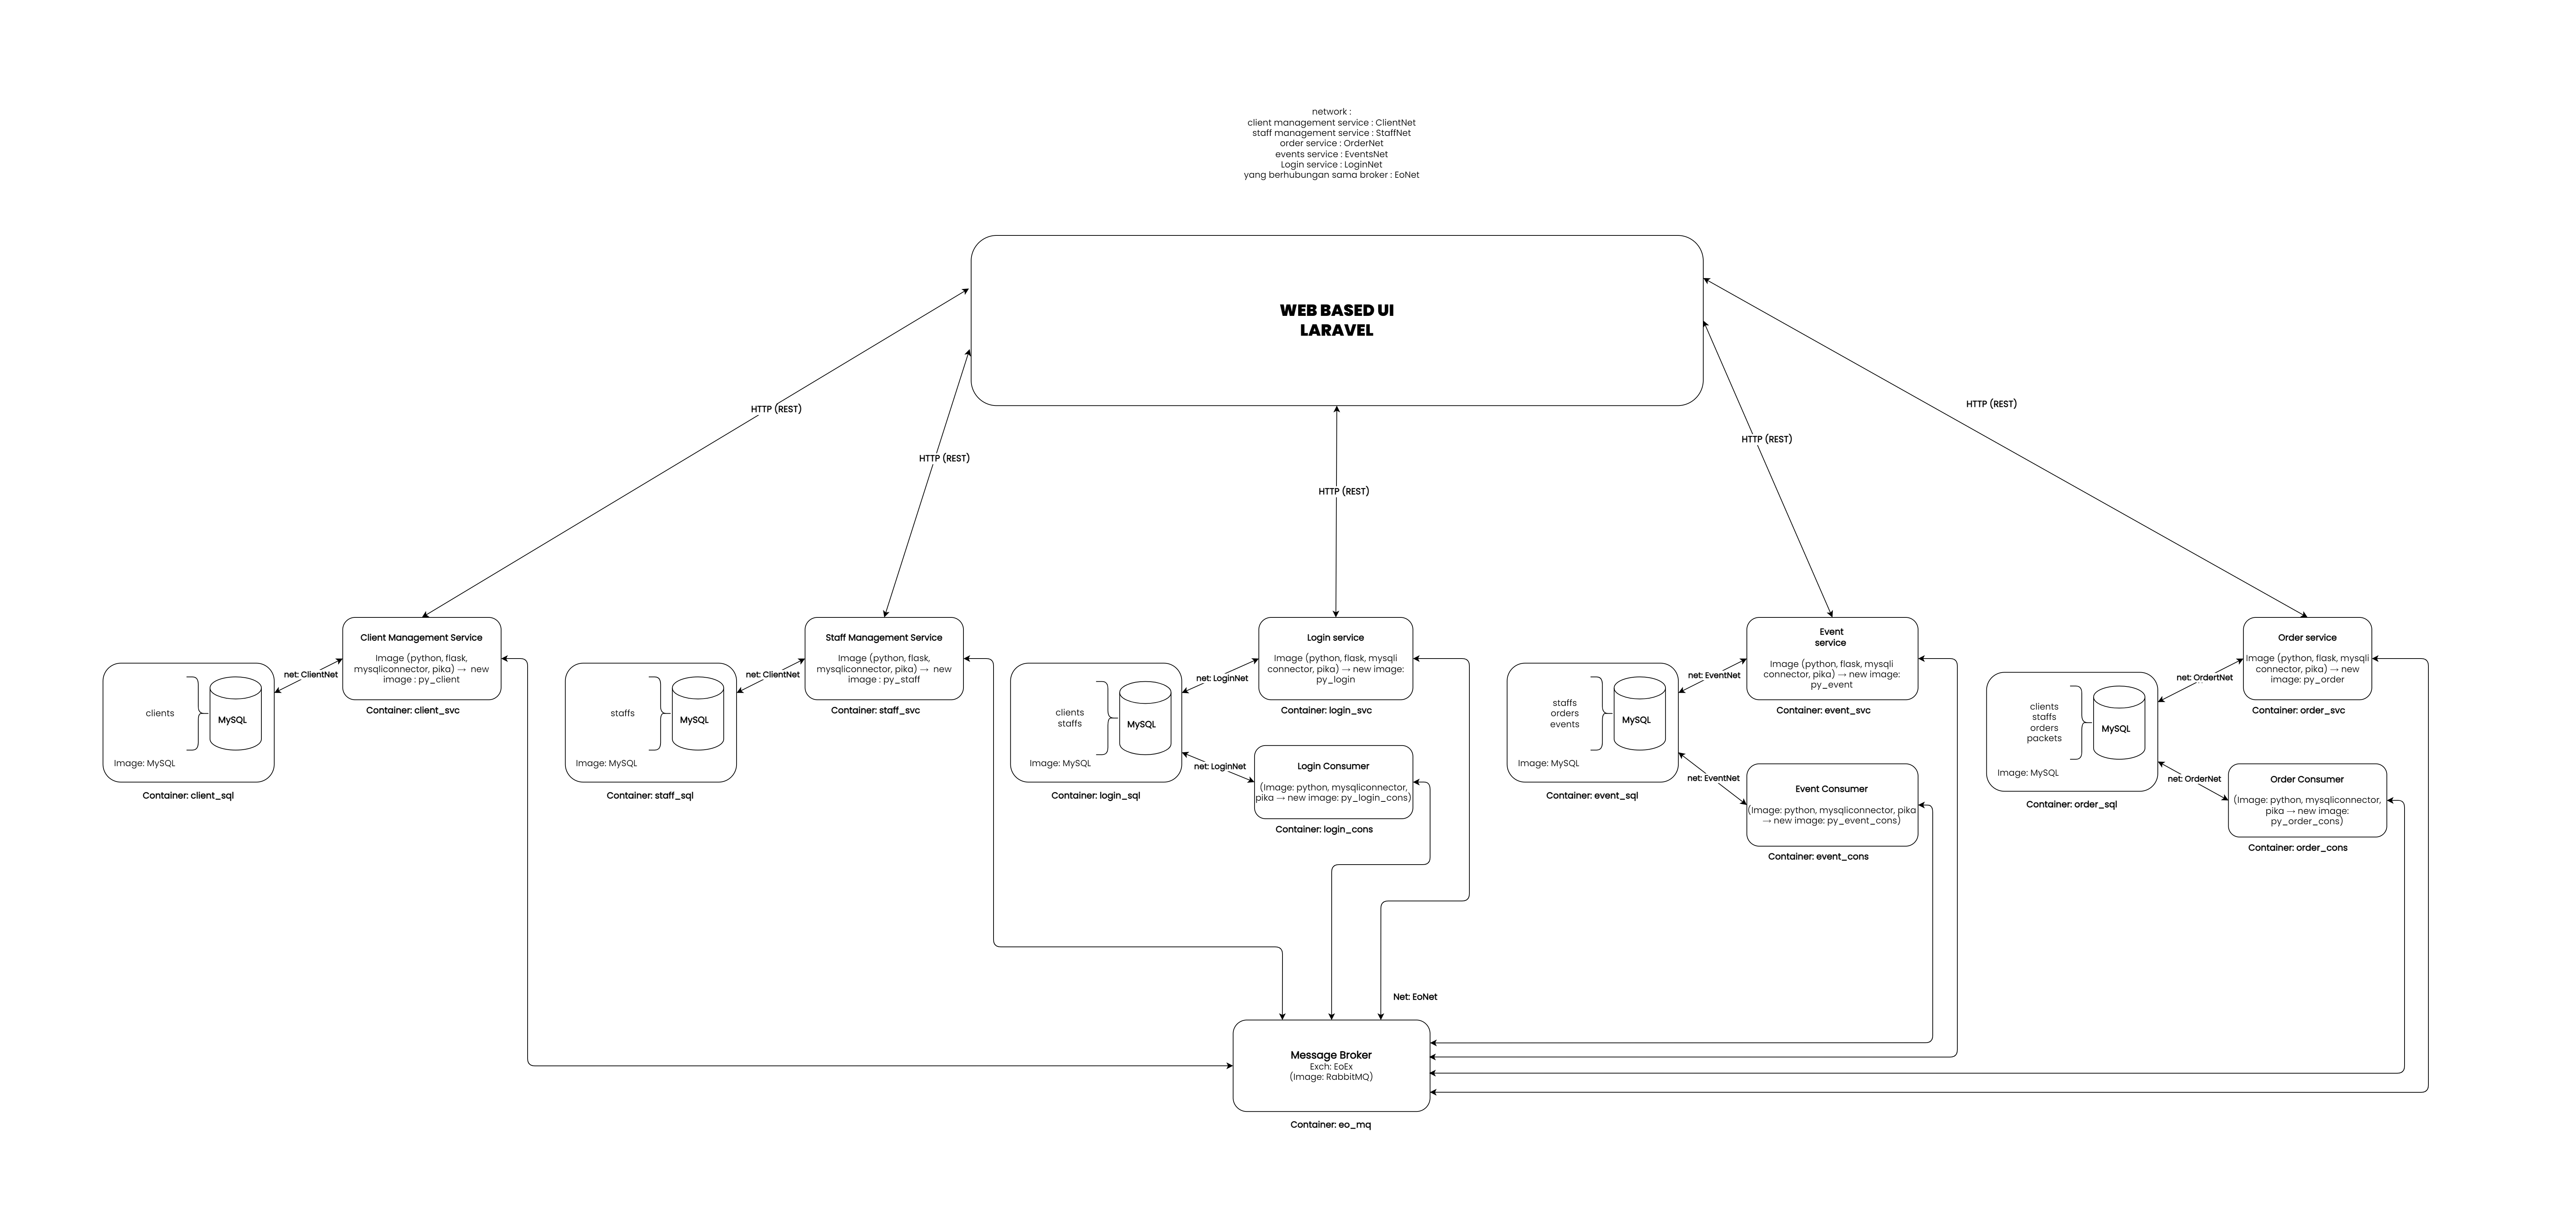 network :
client management service : ClientNet
staff management service : StaffNet
order service : OrderNet
events service : EventsNet
Login service : LoginNet
yang berhubungan sama broker : EoNet
WEB BASED UI
LARAVEL
HTTP (REST)
HTTP (REST)
HTTP (REST)
HTTP (REST)
HTTP (REST)
Client Management Service
Image (python, flask,
mysqliconnector, pika) → new
image : py_client
Container: client_svc
net: ClientNet
clients
MySQL
Image: MySQL
Container: client_sql
Staff Management Service
Image (python, flask,
mysqliconnector, pika) → new
image : py_staff
Container: staff_svc
net: ClientNet
staffs
MySQL
Image: MySQL
Container: staff_sql
Login service
Image (python, flask, mysqli
connector, pika) → new image:
py_login
Container: login_svc
net: LoginNet
clients
staffs
MySQL
Image: MySQL
Container: login_sql
net: LoginNet
Login Consumer
(Image: python, mysqliconnector,
pika → new image: py_login_cons)
Container: login_cons
Event
service
Image (python, flask, mysqli
connector, pika) → new image:
py_event
Container: event_svc
net: EventNet
staffs
orders
events
MySQL
Image: MySQL
Container: event_sql
net: EventNet
Event Consumer
(Image: python, mysqliconnector, pika
→ new image: py_event_cons)
Container: event_cons
Order service
Image (python, flask, mysqli
connector, pika) → new
image: py_order
Container: order_svc
net: OrdertNet
clients
staffs
orders
packets
MySQL
Image: MySQL
Container: order_sql
net: OrderNet
Order Consumer
(Image: python, mysqliconnector,
pika → new image:
py_order_cons)
Container: order_cons
Net: EoNet
Message Broker
Exch: EoEx
(Image: RabbitMQ)
Container: eo_mq